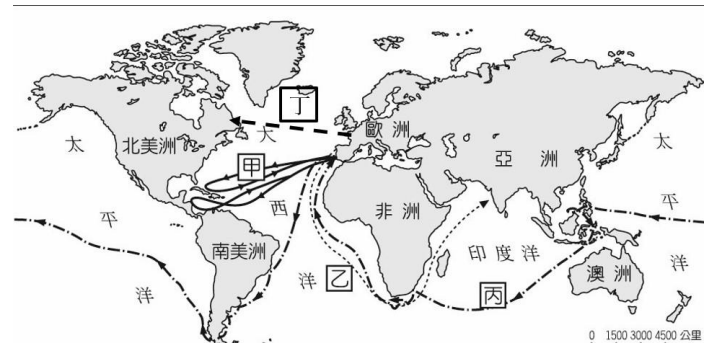 丁
歐 洲
太
大
太
北美洲
亞 洲
甲
平
西
非 洲
平
南美洲
印 度 洋
洋
洋
乙
丙
澳 洲
洋
0 1500 3000 4500 公里